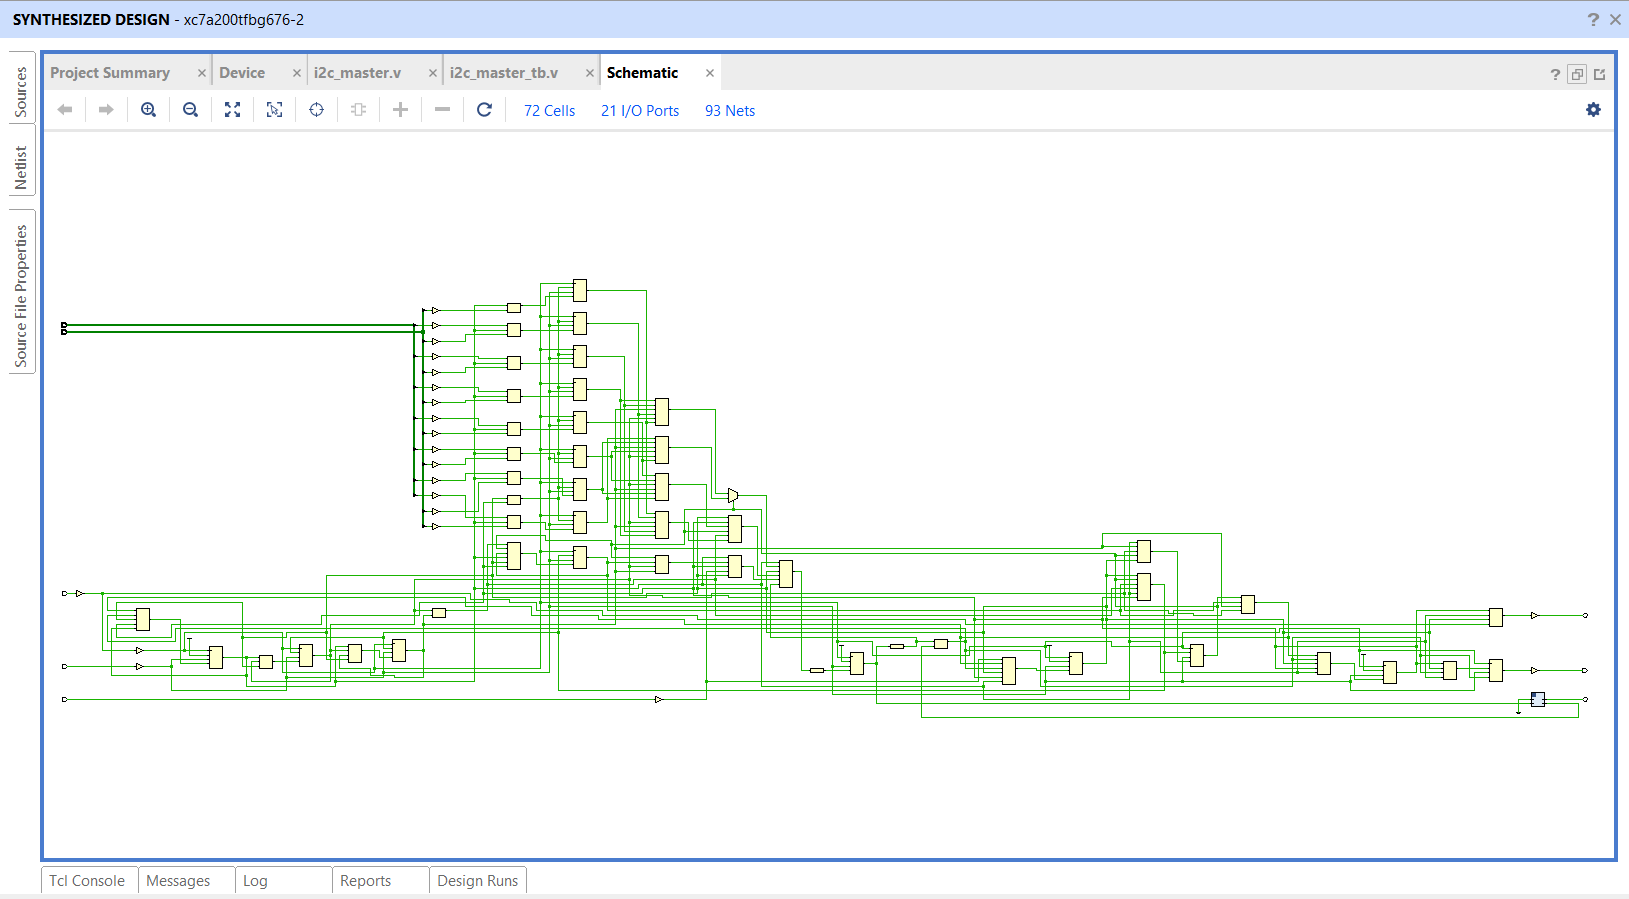 SYNTHESIZED DESIGN - xc7a200tfbg676-2
Sources
Netlist
Source File Properties
Project Summary
Device
i2c_master.v
i2c_master_tb.v
Schematic
72 Cells
21 I/O Ports
93 Nets
Tcl Console
Messages
Log
Reports
Design Runs